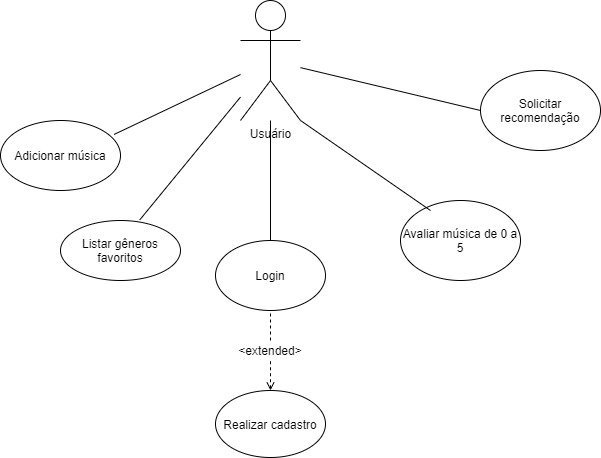 Usuário
Solicitar
recomendação
Adicionar música
Listar gêneros
favoritos
Avaliar música de 0 a
5
Login
<extended>
Realizar cadastro